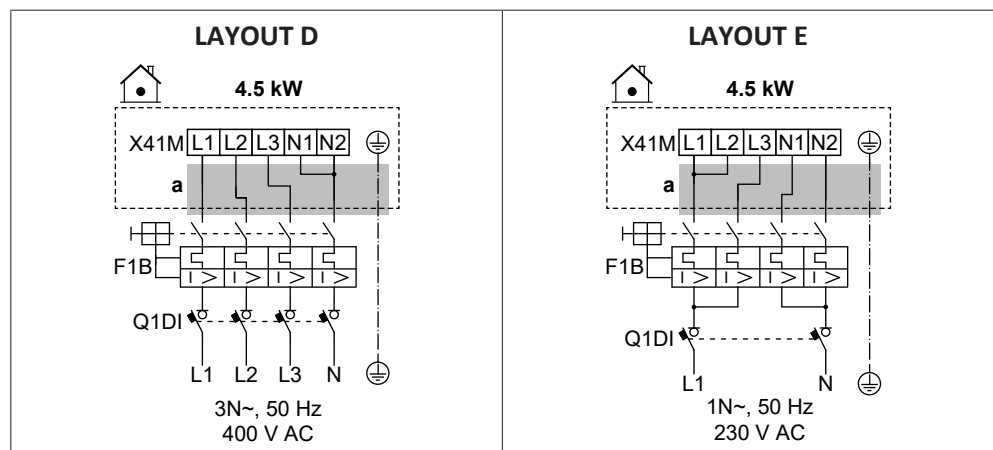 LAYOUT D
4.5 kW
X41M L1 L2 L3 N1 N2
a
F1B
I > I > I > I >
Q1DI
L1 L2 L3 N
3N~, 50 Hz
400 V AC
LAYOUT E
4.5 kW
X41M L1 L2 L3 N1 N2
a
F1B
I > I > I > I >
Q1DI
L1 N
1N~, 50 Hz
230 V AC